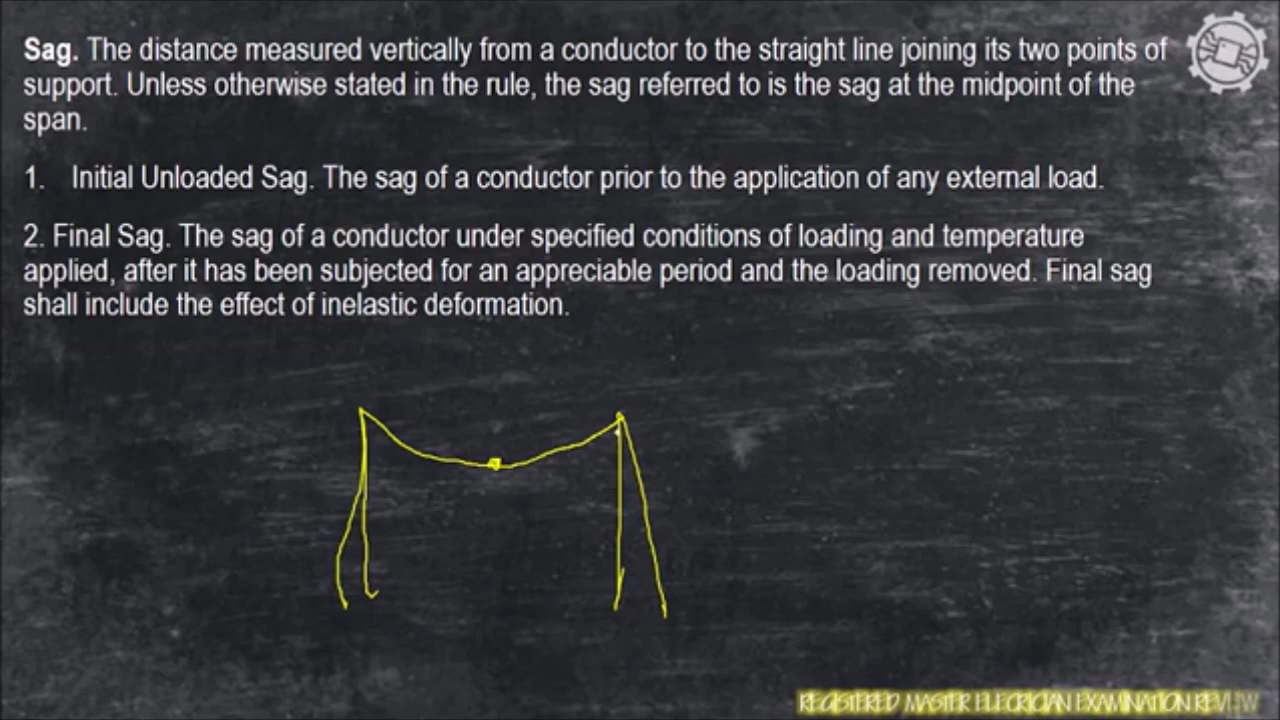 Sag. The distance measured vertically from a conductor to the straight line joining its two points of
support. Unless otherwise stated in the rule, the sag referred to is the sag at the midpoint of the
span.
1. Initial Unloaded Sag. The sag of a conductor prior to the application of any external load.
2. Final Sag. The sag of a conductor under specified conditions of loading and temperature
applied, after it has been subjected for an appreciable period and the loading removed. Final sag
shall include the effect of inelastic deformation.
REGISTERED MASTER ELECRICIAN EXAMINATION REVIEW